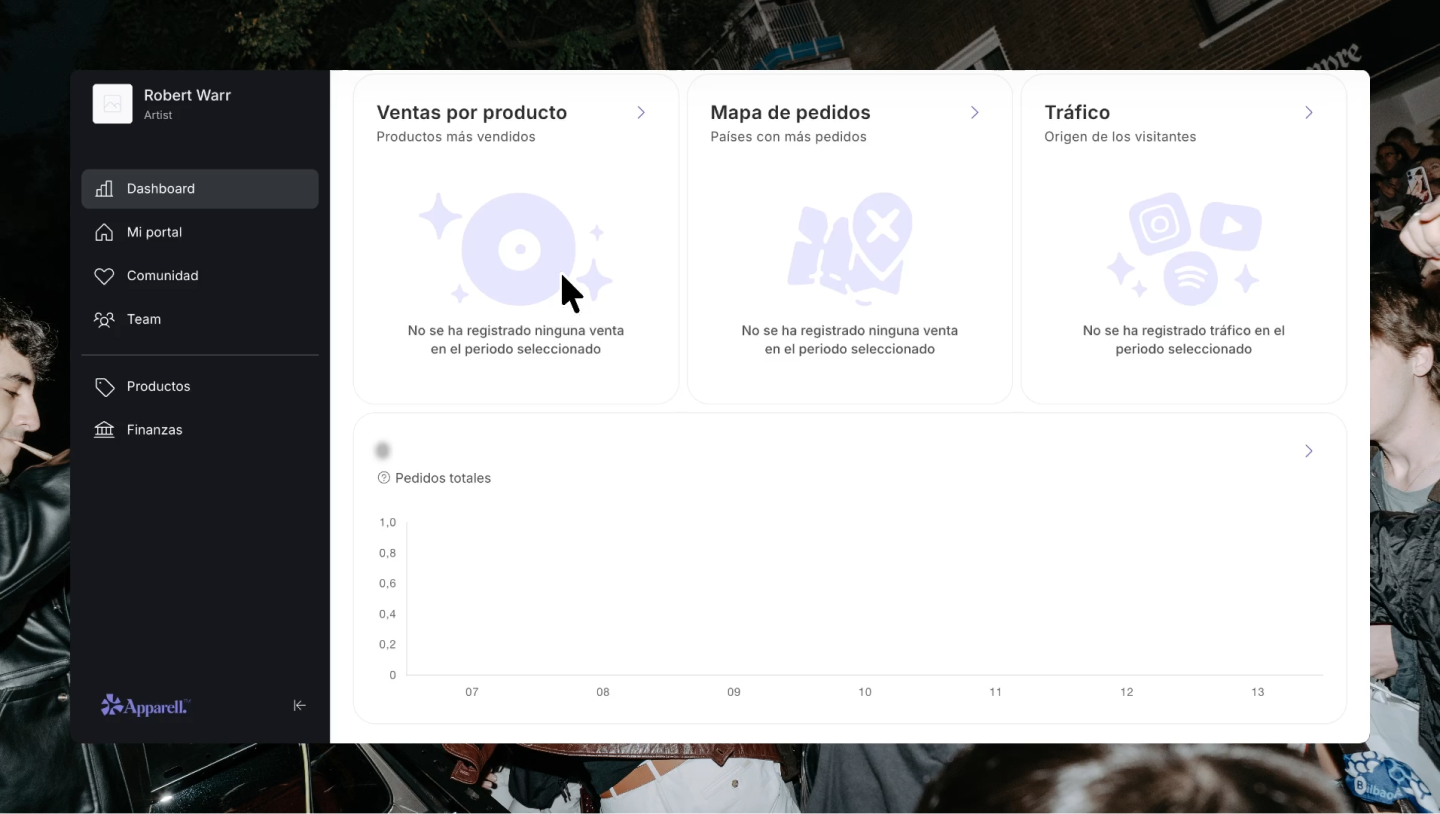 Robert Warr
Artist
Dashboard
Mi portal
Comunidad
Team
Productos
Finanzas
Apparell.™
Ventas por producto
Productos más vendidos
No se ha registrado ninguna venta
en el periodo seleccionado
Mapa de pedidos
Países con más pedidos
No se ha registrado ninguna venta
en el periodo seleccionado
Tráfico
Origen de los visitantes
No se ha registrado tráfico en el
periodo seleccionado
Pedidos totales
1,0
0,8
0,6
0,4
0,2
0
07 08 09 10 11 12 13
Bilbao